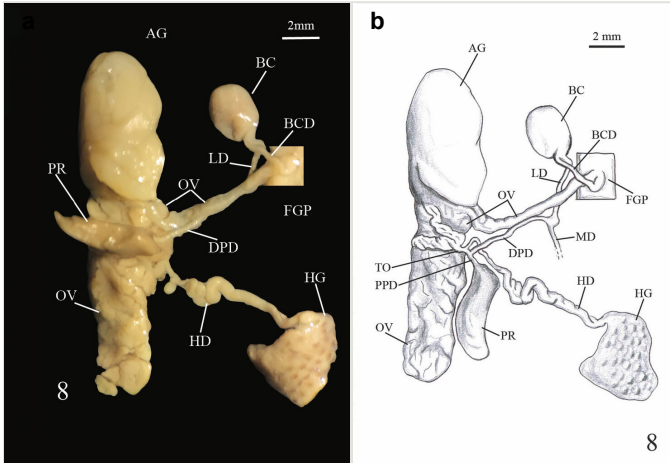 a
AG
2mm
BC
BCD
LD
PR
OV
FGP
DPD
OV
HG
HD
8
b
2 mm
AG
BC
BCD
LD
FGP
OV
MD
DPD
TO
PPD
HD
HG
OV
PR
8